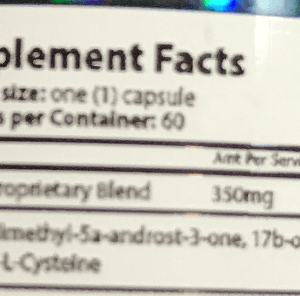 plement Facts
size: one (1) capsule
s per Container: 60
Amt Per Serv
roprietary Blend 350mg
imethyl-5a-androst-3-one, 17b-o
-L-Cysteine